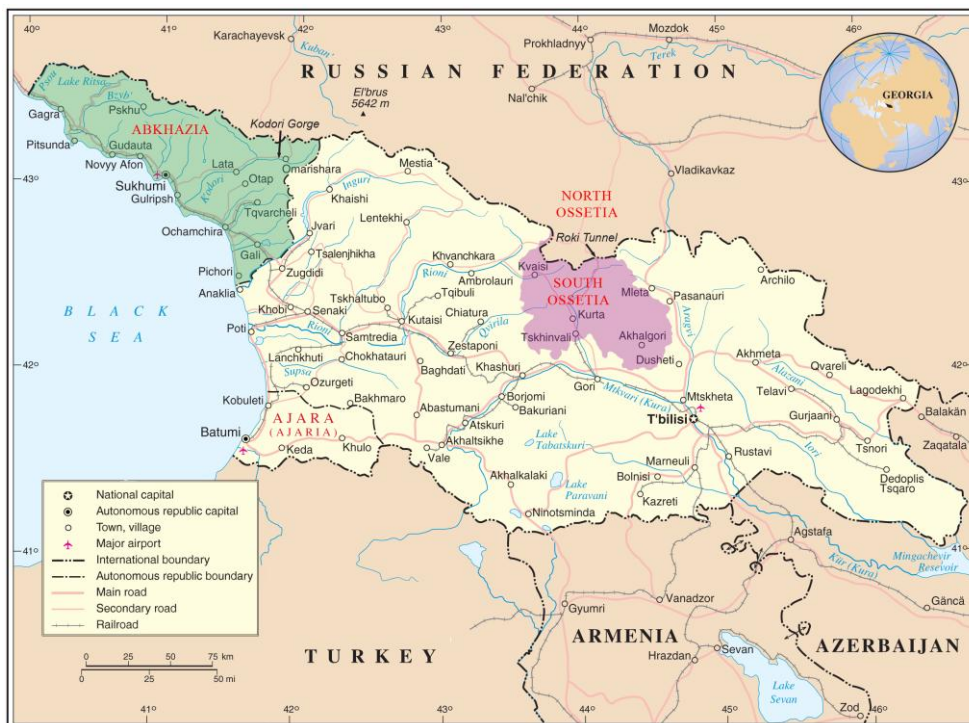 40° 41° 42° 43° 44° 45° 46°
Karachayevsk
Kuban'
Prokhladnyy
Mozdok
Terek
RUSSIAN FEDERATION
Nal'chik
El'brus
5642 m
GEORGIA
Psou
Lake Ritsa
Bzyb'
Pskhu
Gagra
ABKHAZIA
Kodori Gorge
Pitsunda
Gudauta
Lata
Omarishara
Mestia
Vladikavkaz
43°
43°
Novyy Afon
Otap
Sukhumi
Kodori
Inguri
Khaishi
NORTH
OSSETIA
Gulripsh
Tqvarcheli
Lentekhi
Ochamchira
Jvari
Roki Tunnel
Gali
Tsalenjhikha
Khvanchkara
Kvaisi
Archilo
Pichori
Zugdidi
Rioni
Ambrolauri
SOUTH
OSSETIA
Mleta
Pasanauri
Anaklia
Tqibuli
Tskhaltubo
BLACK
SEA
Khobi
Senaki
Chiatura
Kurta
Aragvi
Poti
Rioni
Kutaisi
Qvirila
Tskhinvali
Akhalgori
Samtredia
Zestaponi
Dusheti
Akhmeta
Qvareli
42°
42°
Lanchkhuti
Chokhatauri
Baghdati
Khashuri
Alazani
Supsa
Gori
Mtkvari (Kura)
Telavi
Lagodekhi
Ozurgeti
Borjomi
Mtskheta
Kobuleti
Bakhmaro
Abastumani
Bakuriani
T'bilisi
Gurjaani
Balakän
AJARA
(AJARIA)
Atskuri
Batumi
Akhaltsikhe
Lake
Tabatskuri
Iori
Tsnori
Zaqatala
Keda
Khulo
Vale
Marneuli
Rustavi
Akhalkalaki
Bolnisi
Dedoplis
Tsqaro
Lake
Paravani
Kazreti
Ninotsminda
National capital
Autonomous republic capital
Town, village
Major airport
International boundary
Autonomous republic boundary
Main road
Secondary road
Railroad
41°
41°
Agstafa
Mingachevir
Resevoir
Kür (Kura)
Gyumri
Vanadzor
Gäncä
ARMENIA
AZERBAIJAN
TURKEY
Hrazdan
Sevan
Lake
Sevan
Zod
0 25 50 75 km
0 25 50 mi
41° 42° 43° 44° 45° 46°